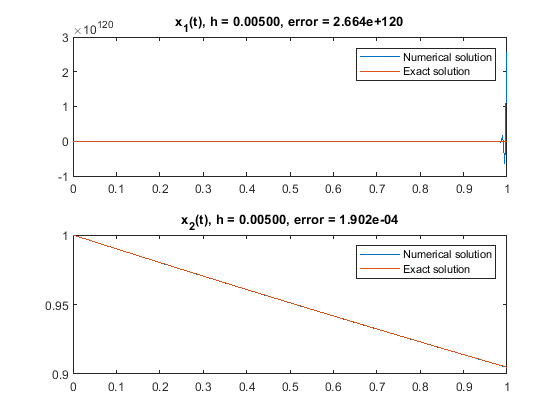 x1(t), h = 0.00500, error = 2.664e+120
×10^120
3
2
1
0
-1
Numerical solution
Exact solution
0 0.1 0.2 0.3 0.4 0.5 0.6 0.7 0.8 0.9 1
x2(t), h = 0.00500, error = 1.902e-04
1
0.95
0.9
Numerical solution
Exact solution
0 0.1 0.2 0.3 0.4 0.5 0.6 0.7 0.8 0.9 1